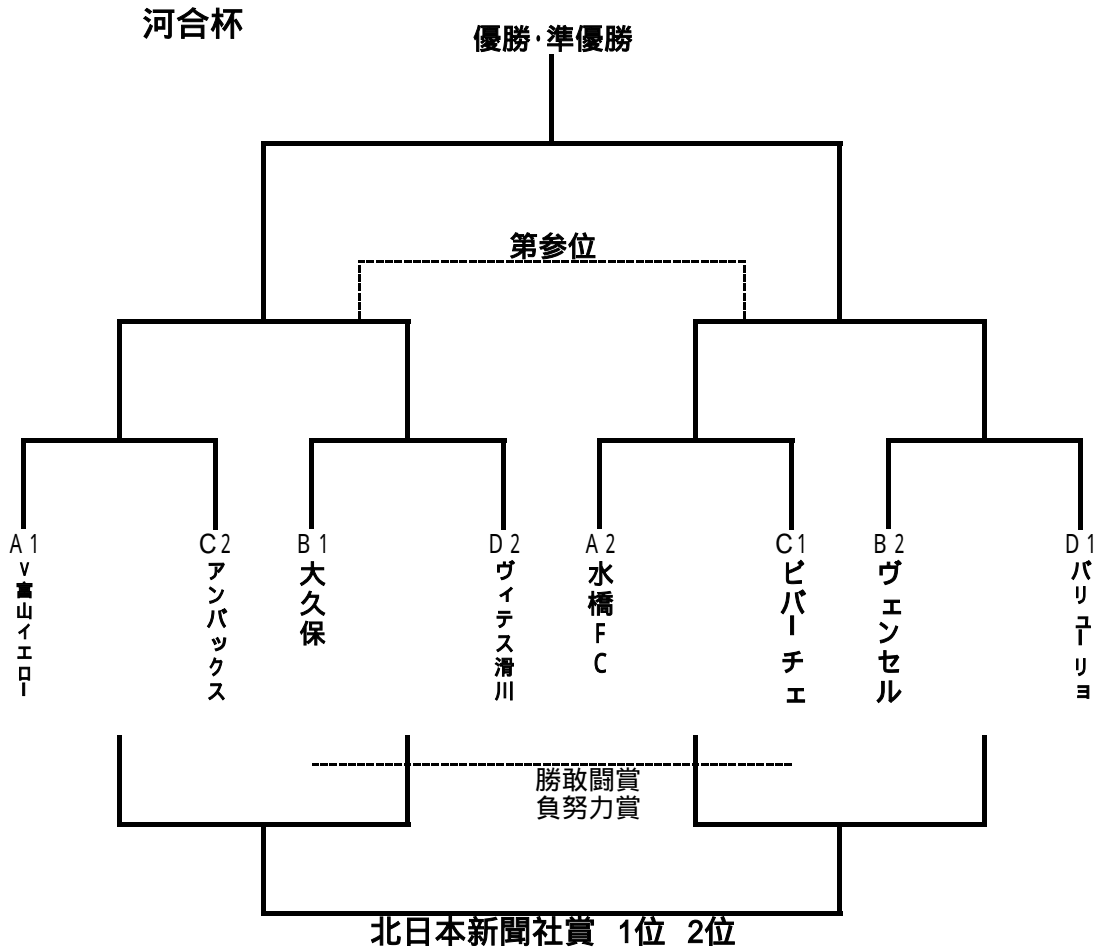 河合杯
優勝・準優勝
第参位
A1
C2
B1
D2
A2
C1
B2
D1
V富山イエロー
アンバックス
大久保
ヴィテス滑川
水橋FC
ビバーチェ
ヴェンセル
バリューリョ
勝敢闘賞
負努力賞
北日本新聞社賞 1位 2位